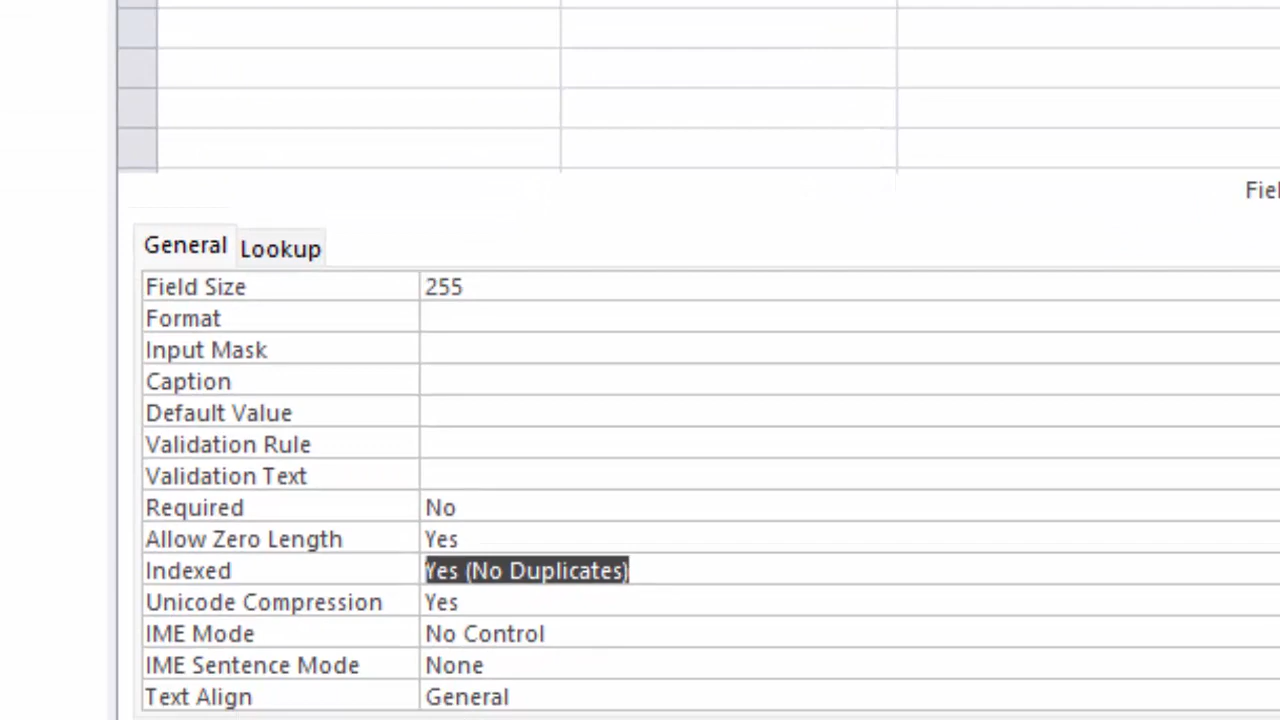 General Lookup
Field Size 255
Format
Input Mask
Caption
Default Value
Validation Rule
Validation Text
Required No
Allow Zero Length Yes
Indexed Yes (No Duplicates)
Unicode Compression Yes
IME Mode No Control
IME Sentence Mode None
Text Align General